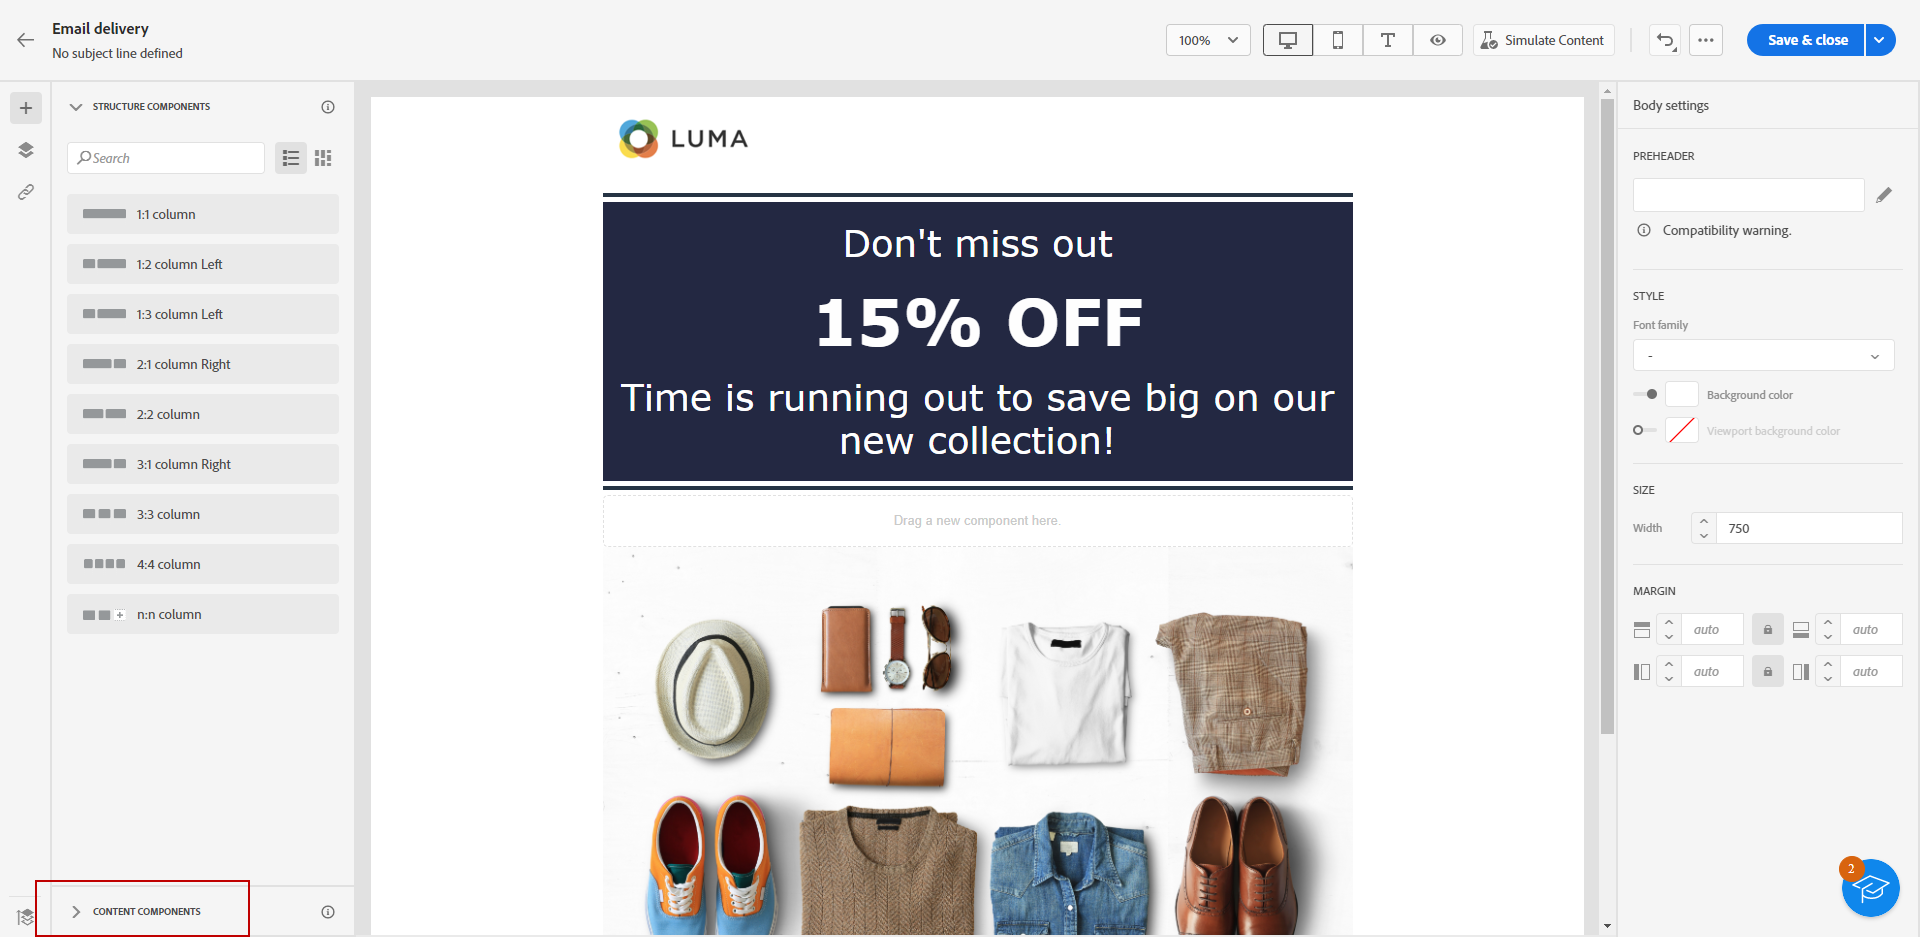 Email delivery
No subject line defined
100%
Simulate Content
Save & close
STRUCTURE COMPONENTS
Search
1:1 column
1:2 column Left
1:3 column Left
2:1 column Right
2:2 column
3:1 column Right
3:3 column
4:4 column
n:n column
CONTENT COMPONENTS
LUMA
Don't miss out
15% OFF
Time is running out to save big on our
new collection!
Drag a new component here.
Body settings
PREHEADER
Compatibility warning.
STYLE
Font family
-
Background color
Viewport background color
SIZE
Width 750
MARGIN
auto auto
auto auto
2